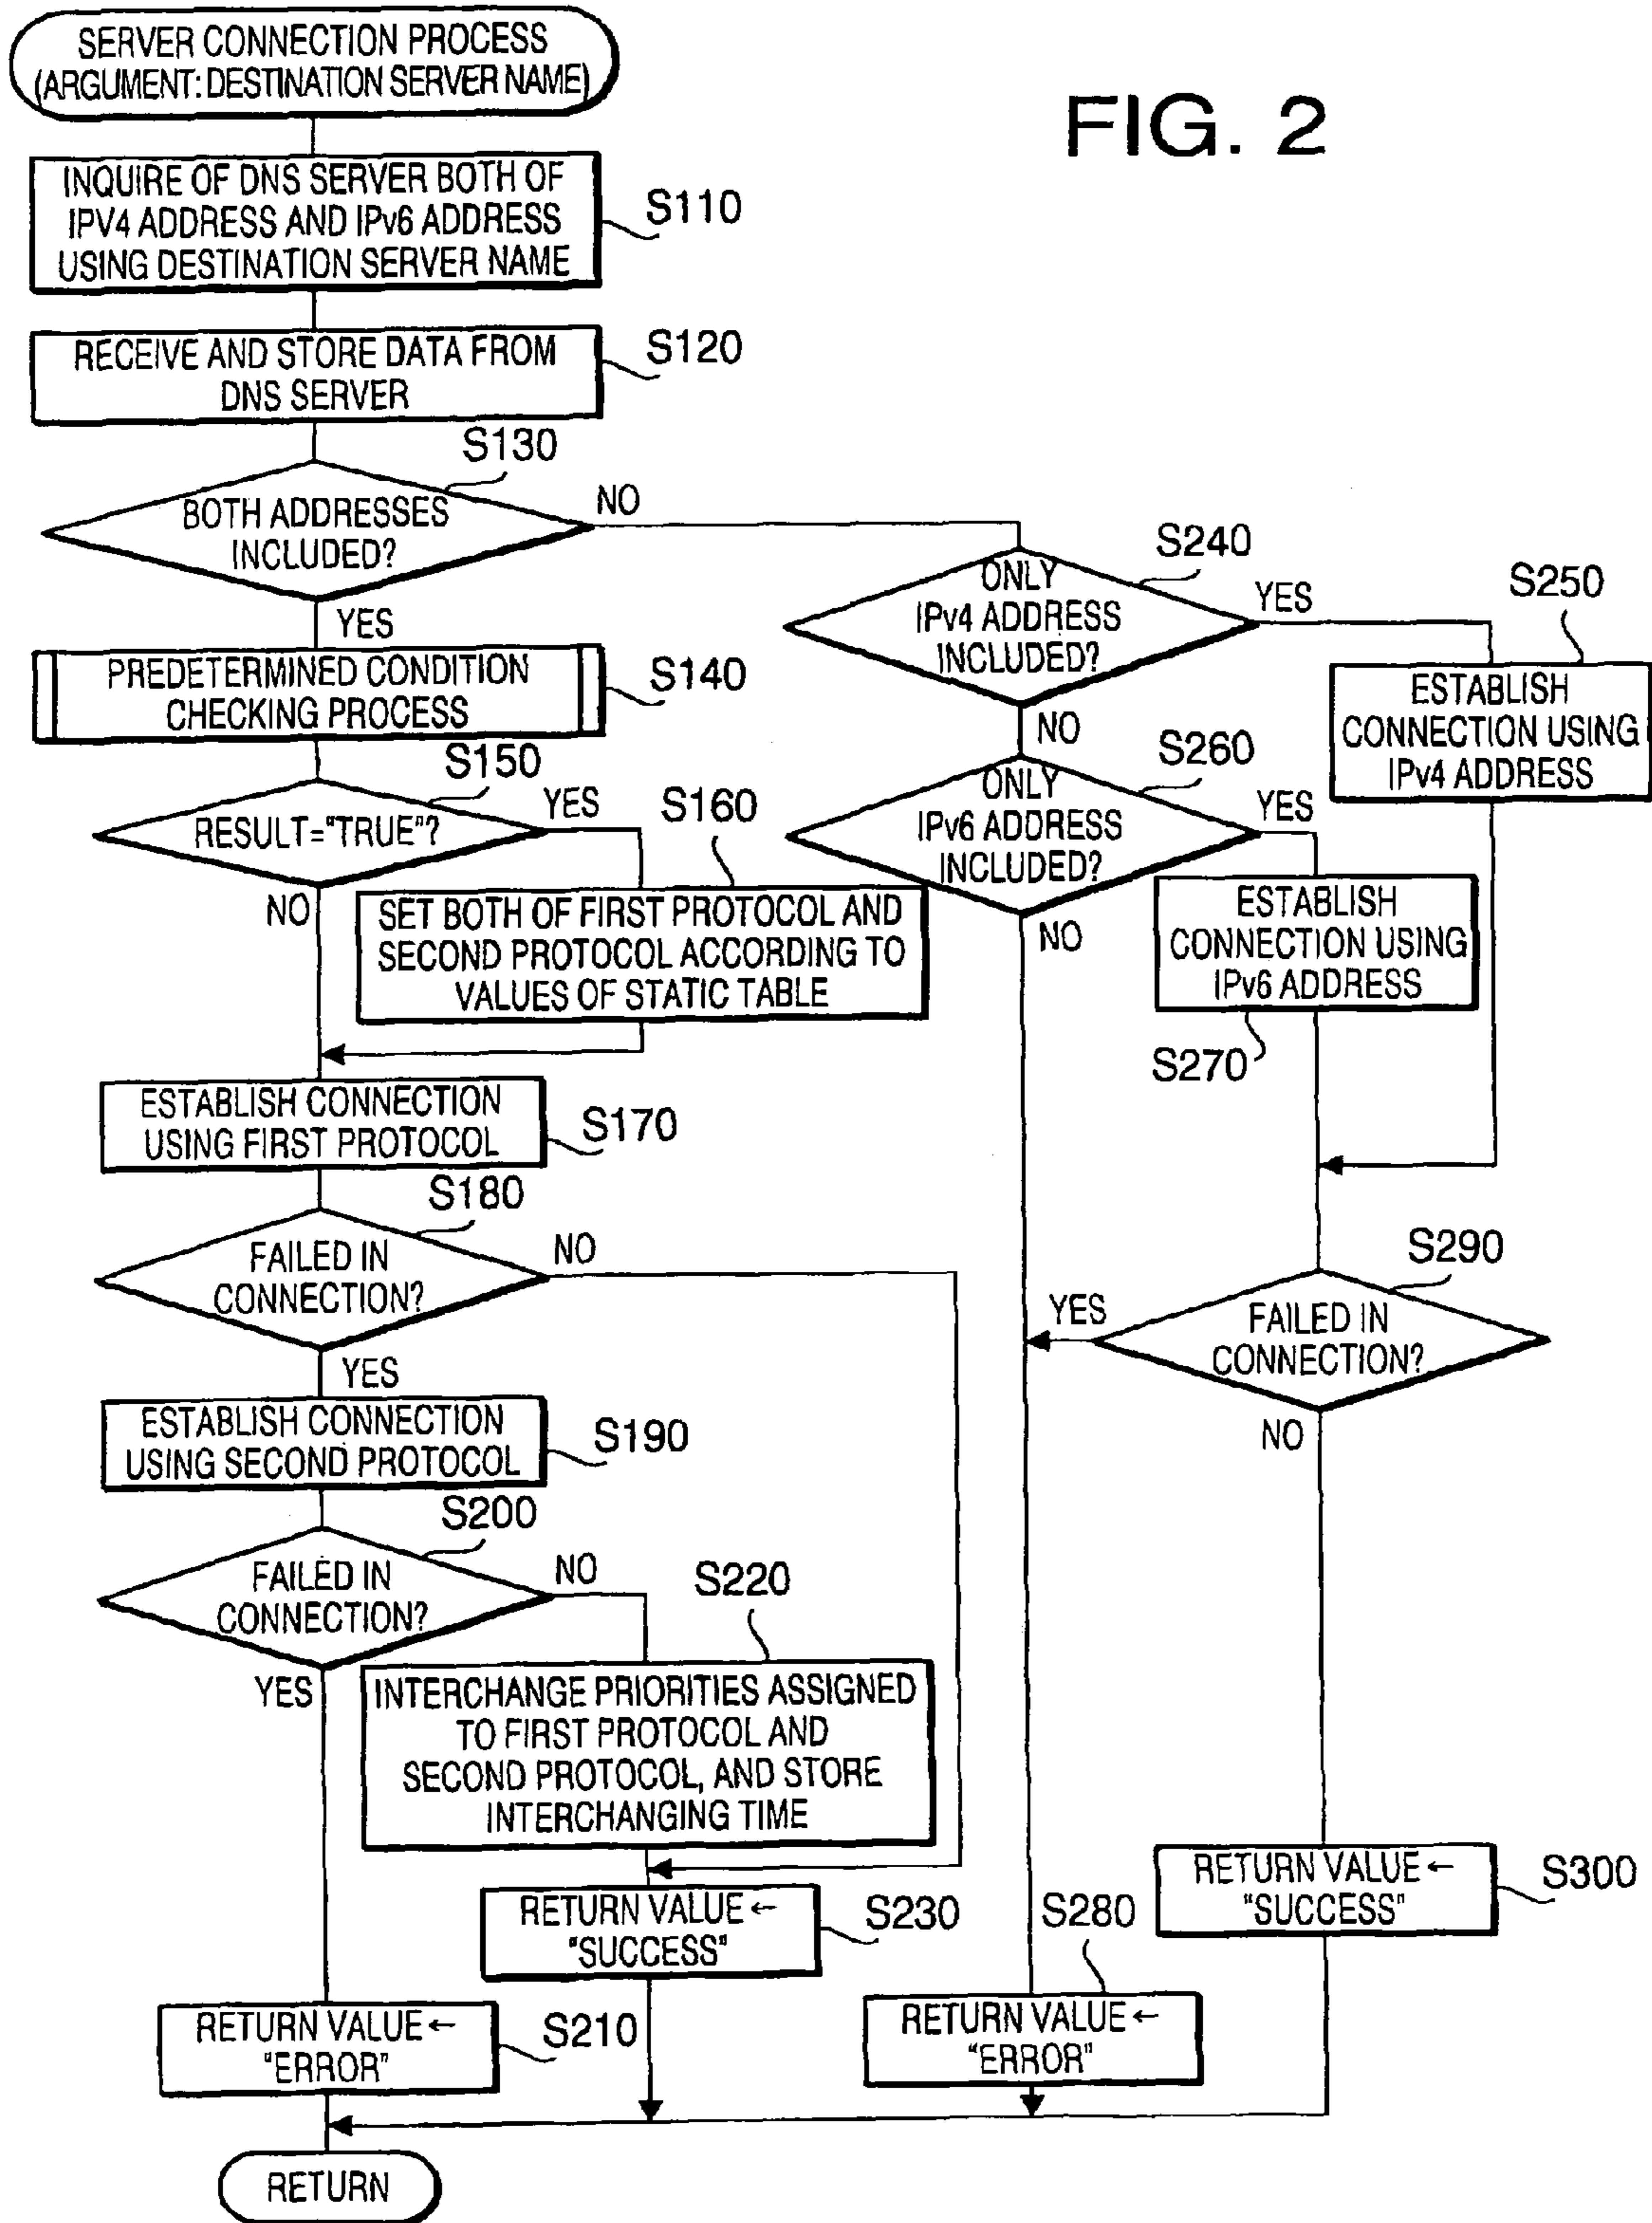 SERVER CONNECTION PROCESS
(ARGUMENT: DESTINATION SERVER NAME)
FIG. 2
INQUIRE OF DNS SERVER BOTH OF
IPV4 ADDRESS AND IPv6 ADDRESS
USING DESTINATION SERVER NAME
S110
RECEIVE AND STORE DATA FROM
DNS SERVER
S120
S130
BOTH ADDRESSES
INCLUDED?
NO
YES
PREDETERMINED CONDITION
CHECKING PROCESS
S140
S150
RESULT="TRUE"?
YES
NO
S160
SET BOTH OF FIRST PROTOCOL AND
SECOND PROTOCOL ACCORDING TO
VALUES OF STATIC TABLE
ESTABLISH CONNECTION
USING FIRST PROTOCOL
S170
S180
FAILED IN
CONNECTION?
NO
YES
ESTABLISH CONNECTION
USING SECOND PROTOCOL
S190
S200
FAILED IN
CONNECTION?
NO
YES
S220
INTERCHANGE PRIORITIES ASSIGNED
TO FIRST PROTOCOL AND
SECOND PROTOCOL, AND STORE
INTERCHANGING TIME
RETURN VALUE ←
"SUCCESS"
S230
RETURN VALUE ←
"ERROR"
S210
S240
ONLY
IPv4 ADDRESS
INCLUDED?
YES
NO
S250
ESTABLISH
CONNECTION USING
IPv4 ADDRESS
S260
ONLY
IPv6 ADDRESS
INCLUDED?
YES
NO
ESTABLISH
CONNECTION USING
IPv6 ADDRESS
S270
S290
FAILED IN
CONNECTION?
YES
NO
S280
RETURN VALUE ←
"ERROR"
RETURN VALUE ←
"SUCCESS"
S300
RETURN